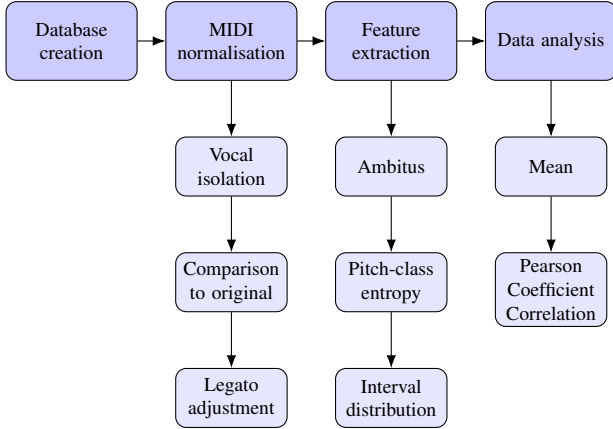 Database
creation
MIDI
normalisation
Feature
extraction
Data analysis
Vocal
isolation
Ambitus
Mean
Comparison
to original
Pitch-class
entropy
Pearson
Coefficient
Correlation
Legato
adjustment
Interval
distribution